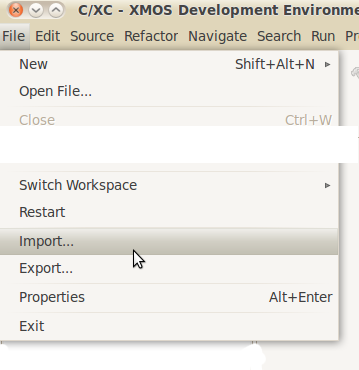 C/XC - XMOS Development Environme
File Edit Source Refactor Navigate Search Run Pr
New Shift+Alt+N
Open File...
Close Ctrl+W
Switch Workspace
Restart
Import...
Export...
Properties Alt+Enter
Exit